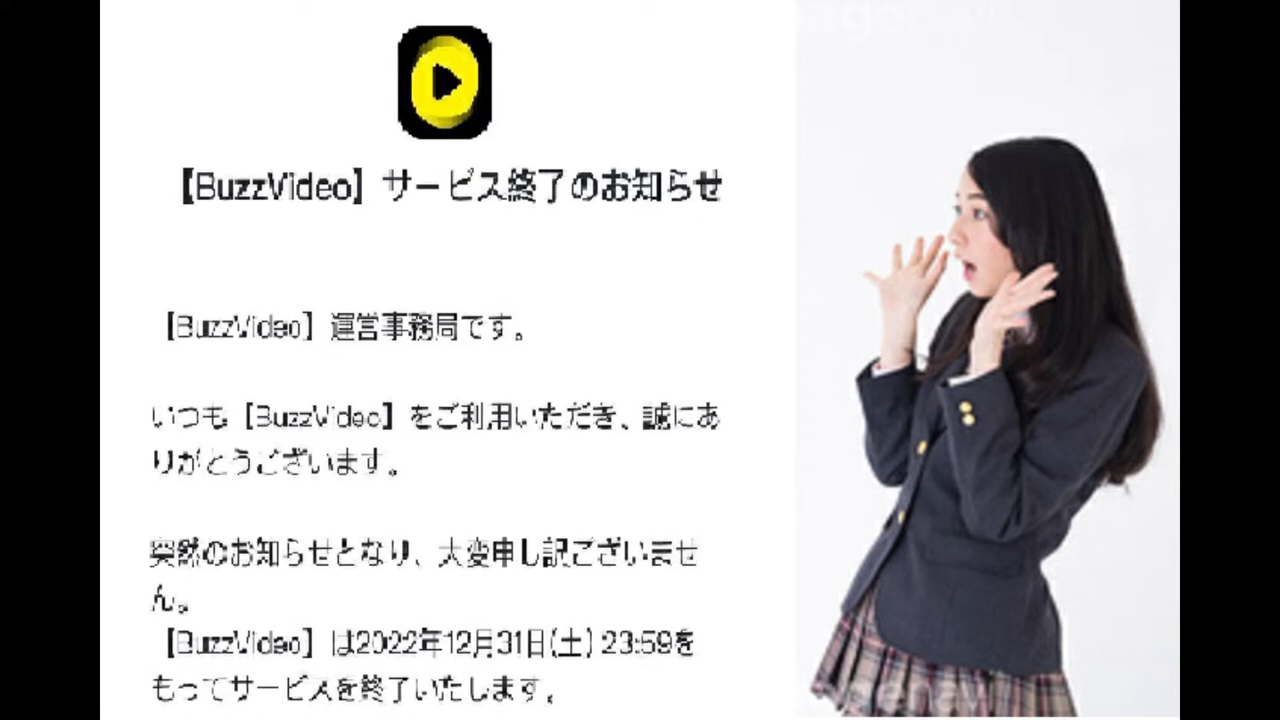 【BuzzVideo】サービス終了のお知らせ
【BuzzVideo】運営事務局です。
いつも【BuzzVideo】をご利用いただき、誠にあ
りがとうございます。
突然のお知らせとなり、大変申し訳ございませ
ん。
【BuzzVideo】は2022年12月31日(土) 23:59を
もってサービスを終了いたします。